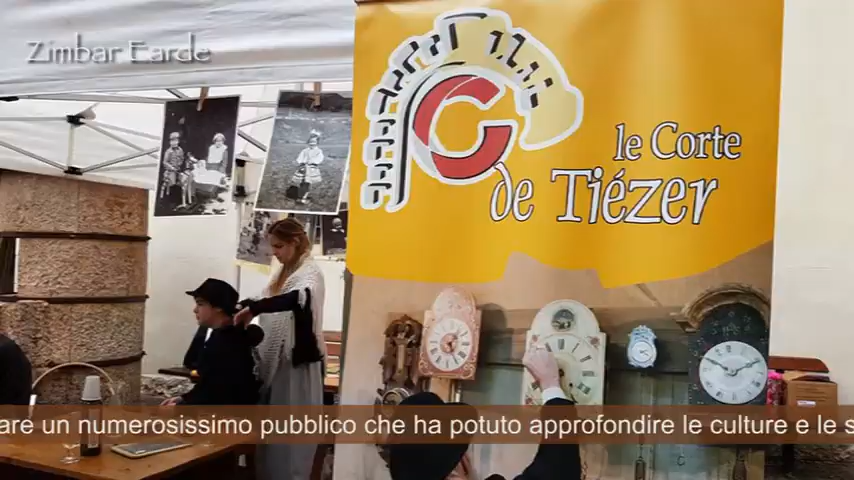 Zimbar Earde
le Corte
de Tiézer
are un numerosissimo pubblico che ha potuto approfondire le culture e le s